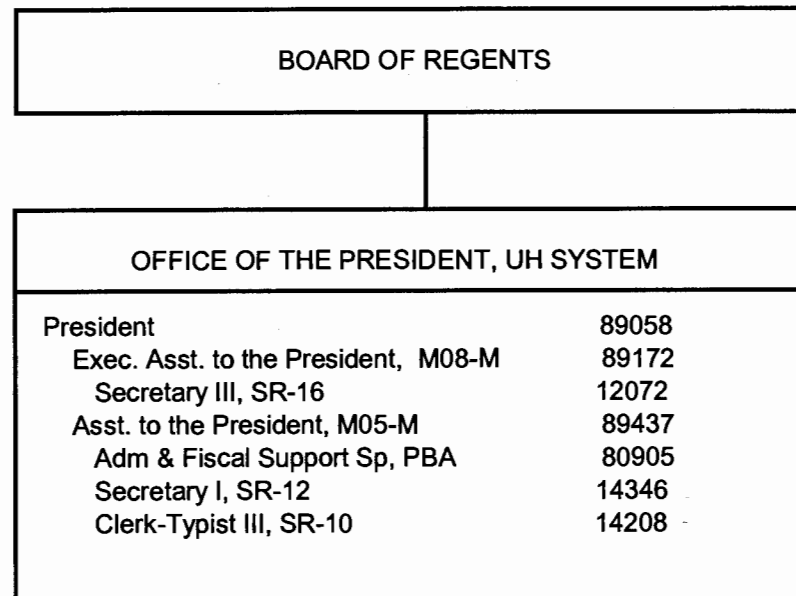 BOARD OF REGENTS
OFFICE OF THE PRESIDENT, UH SYSTEM
President 89058
Exec. Asst. to the President, M08-M 89172
Secretary III, SR-16 12072
Asst. to the President, M05-M 89437
Adm & Fiscal Support Sp, PBA 80905
Secretary I, SR-12 14346
Clerk-Typist III, SR-10 14208